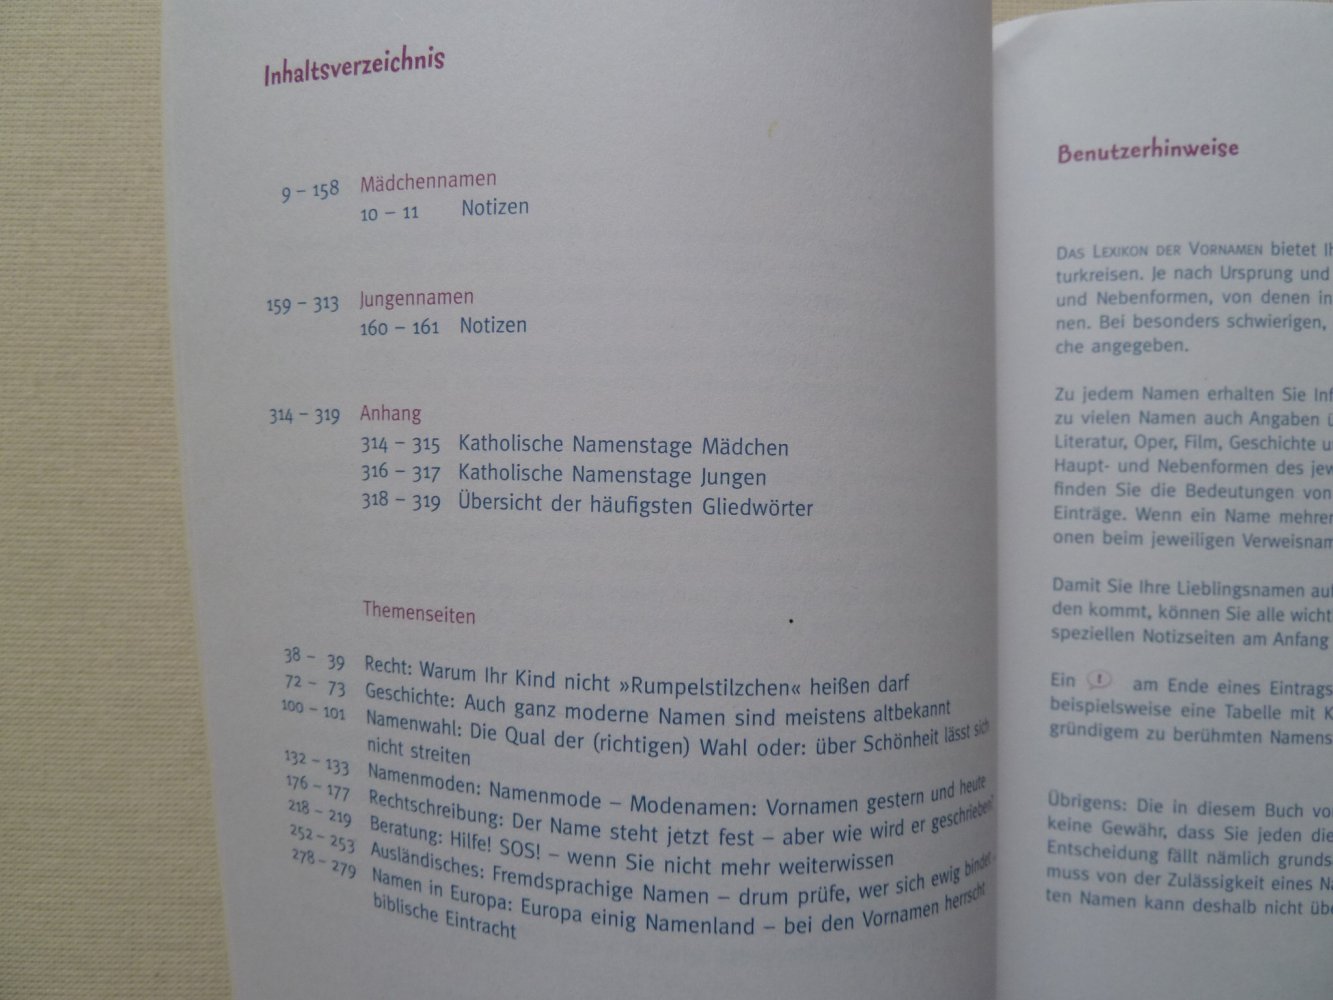 Inhaltsverzeichnis
9 – 158 Mädchennamen
10 – 11 Notizen
159 – 313 Jungennamen
160 – 161 Notizen
314 – 319 Anhang
314 – 315 Katholische Namenstage Mädchen
316 – 317 Katholische Namenstage Jungen
318 – 319 Übersicht der häufigsten Gliedwörter
Themenseiten
38 – 39 Recht: Warum Ihr Kind nicht »Rumpelstilzchen« heißen darf
72 – 73 Geschichte: Auch ganz moderne Namen sind meistens altbekannt
100 – 101 Namenwahl: Die Qual der (richtigen) Wahl oder: über Schönheit lässt sich
nicht streiten
132 – 133 Namenmoden: Namenmode – Modenamen: Vornamen gestern und heute
176 – 177 Rechtschreibung: Der Name steht jetzt fest – aber wie wird er geschrieben?
218 – 219 Beratung: Hilfe! SOS! – wenn Sie nicht mehr weiterwissen
252 – 253 Ausländisches: Fremdsprachige Namen – drum prüfe, wer sich ewig bindet –
278 – 279 Namen in Europa: Europa einig Namenland – bei den Vornamen herrscht
biblische Eintracht
Benutzerhinweise
DAS LEXIKON DER VORNAMEN bietet
turkreisen. Je nach Ursprung und
und Nebenformen, von denen
nen. Bei besonders schwierigen,
che angegeben.
Zu jedem Namen erhalten Sie
zu vielen Namen auch Angaben
Literatur, Oper, Film, Geschichte
Haupt- und Nebenformen des
finden Sie die Bedeutungen von
Einträge. Wenn ein Name
onen beim jeweiligen
Damit Sie Ihre Lieblingsnamen
den kommt, können Sie alle
speziellen Notizseiten am Anfang
Ein ! am Ende eines Eintrags
beispielsweise eine Tabelle mit
gründigem zu berühmten
Übrigens: Die in diesem Buch
keine Gewähr, dass Sie jeden
Entscheidung fällt nämlich
muss von der Zulässigkeit eines
ten Namen kann deshalb nicht